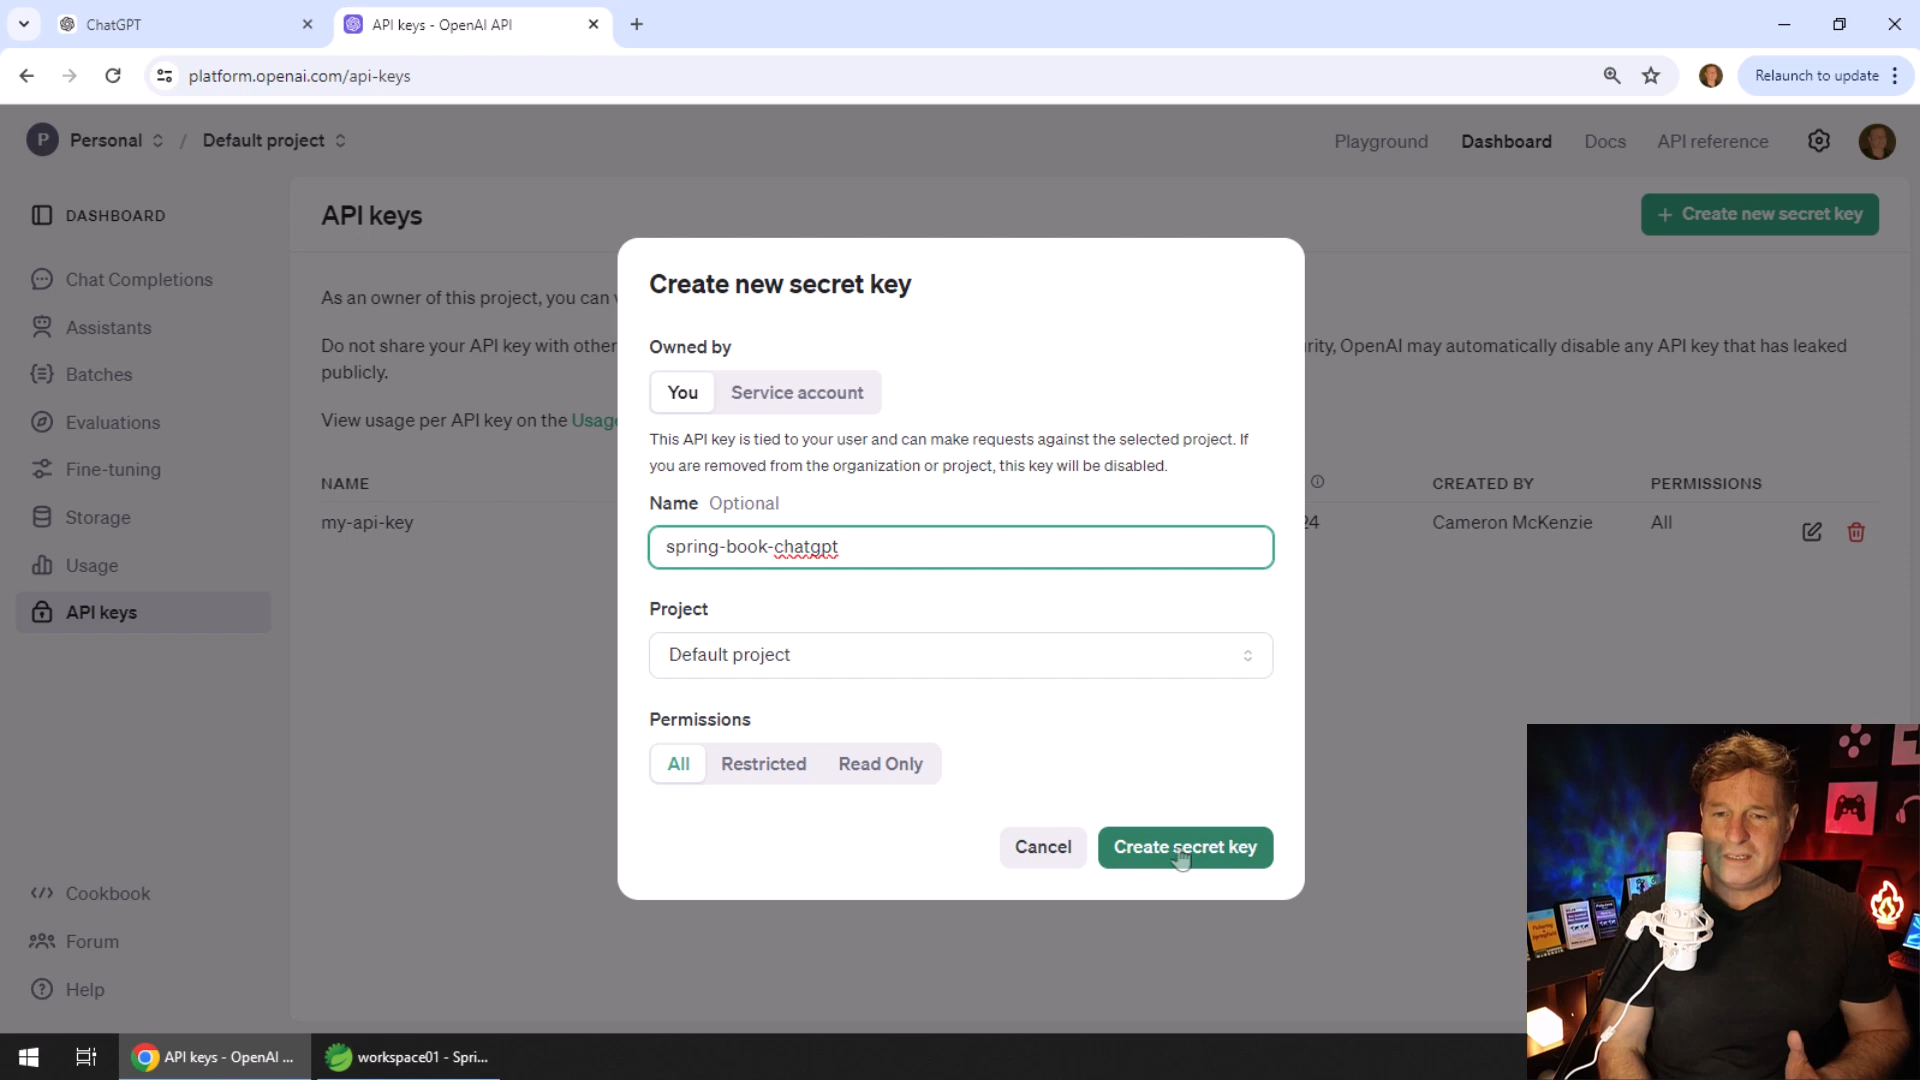 ChatGPT
API keys - OpenAI API
platform.openai.com/api-keys
Relaunch to update
P Personal / Default project
Playground Dashboard Docs API reference
DASHBOARD
Chat Completions
Assistants
Batches
Evaluations
Fine-tuning
Storage
Usage
API keys
Cookbook
Forum
Help
API keys
+ Create new secret key
As an owner of this project, you can
Do not share your API key with other
OpenAI may automatically disable any API key that has leaked
publicly.
View usage per API key on the
NAME CREATED BY PERMISSIONS
my-api-key 24 Cameron McKenzie All
Create new secret key
Owned by
You Service account
This API key is tied to your user and can make requests against the selected project. If
you are removed from the organization or project, this key will be disabled.
Name Optional
spring-book-chatgpt
Project
Default project
Permissions
All Restricted Read Only
Cancel Create secret key
API keys - OpenAI ...
workspace01 - Spri...